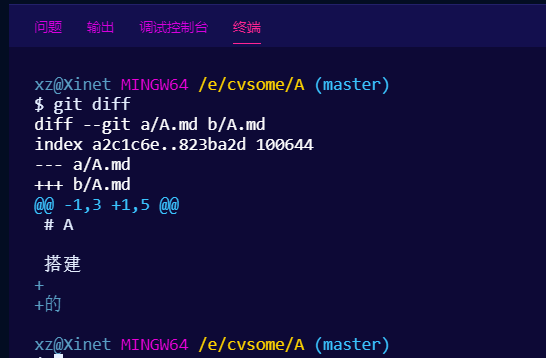 问题 输出 调试控制台 终端
xz@Xinet MINGW64 /e/cvsome/A (master)
$ git diff
diff --git a/A.md b/A.md
index a2c1c6e..823ba2d 100644
--- a/A.md
+++ b/A.md
@@ -1,3 +1,5 @@
 # A

 搭建
+
+的

xz@Xinet MINGW64 /e/cvsome/A (master)